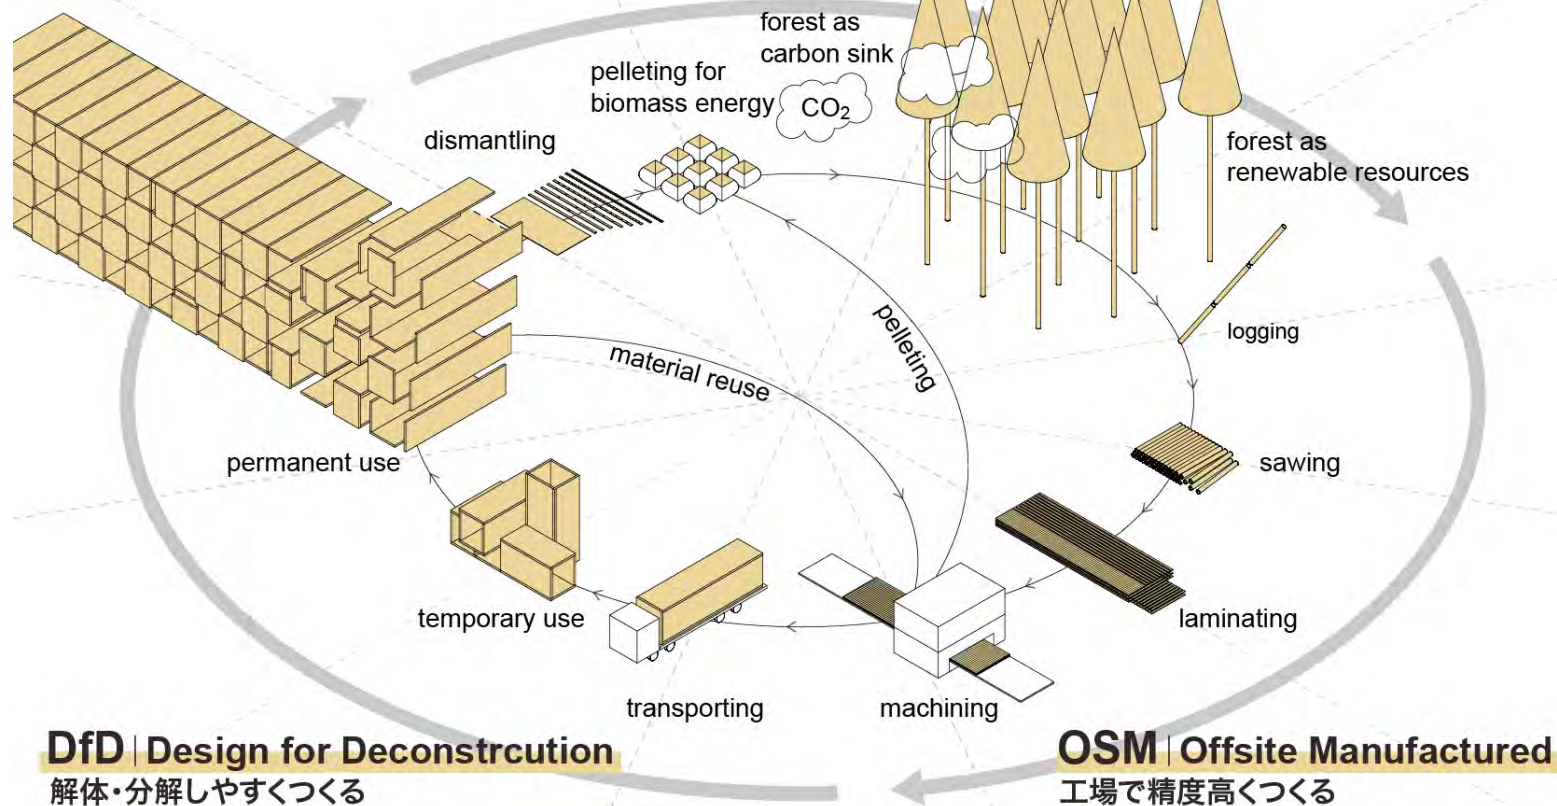 forest as
carbon sink
pelleting for
biomass energy
CO₂
dismantling
forest as
renewable resources
logging
pelleting
material reuse
permanent use
sawing
temporary use
laminating
transporting
machining
DfD | Design for Deconstrcution
解体・分解しやすくつくる
OSM | Offsite Manufactured
工場で精度高くつくる